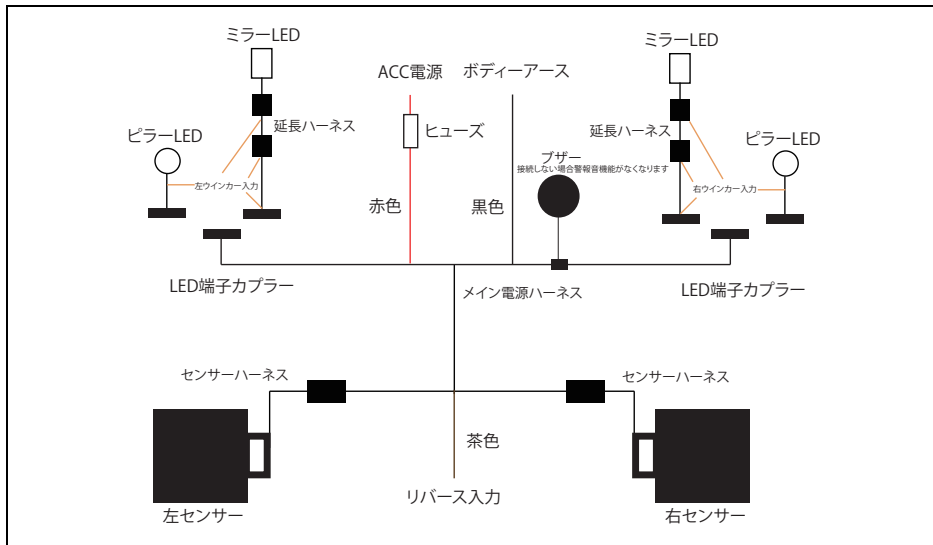 ミラーLED
ミラーLED
ACC電源
ボディーアース
延長ハーネス
ヒューズ
延長ハーネス
ピラーLED
ピラーLED
ブザー
接続しない場合警報音機能がなくなります
左ウインカー入力
右ウインカー入力
赤色
黒色
LED端子カプラー
メイン電源ハーネス
LED端子カプラー
センサーハーネス
センサーハーネス
茶色
リバース入力
左センサー
右センサー